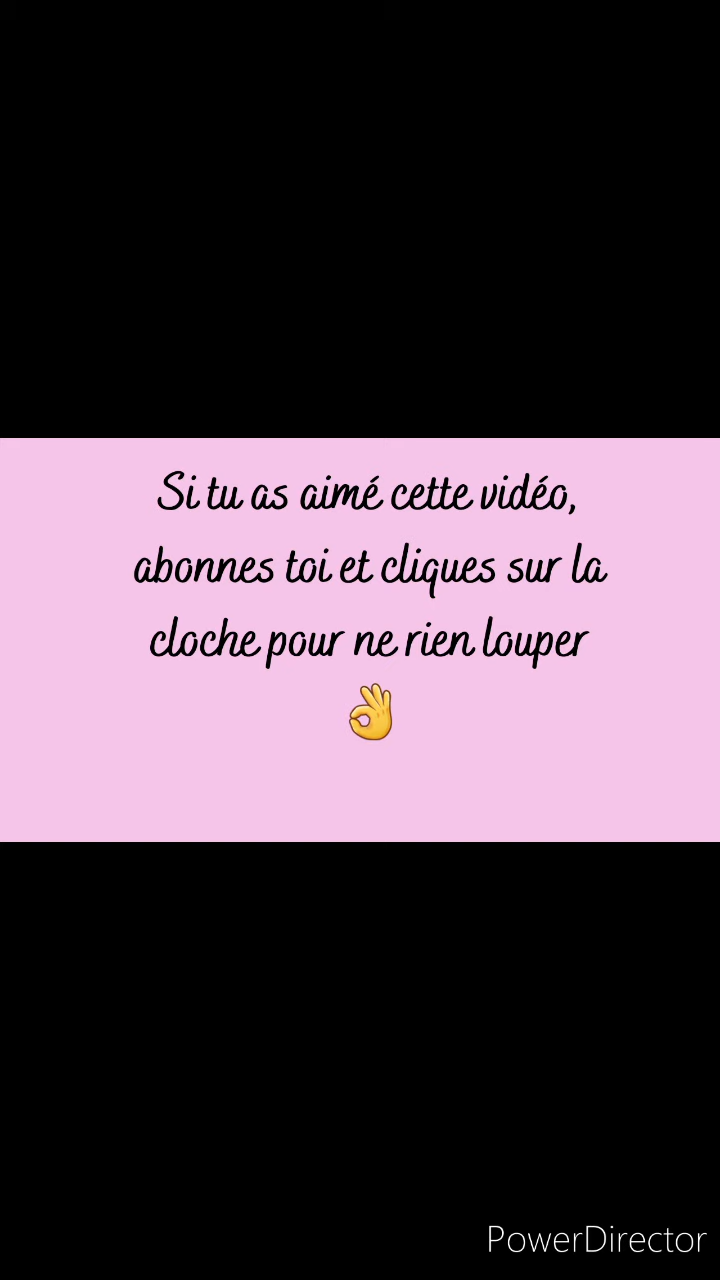 Si tu as aimé cette vidéo,
abonnes toi et cliques sur la
cloche pour ne rien louper
👌
PowerDirector